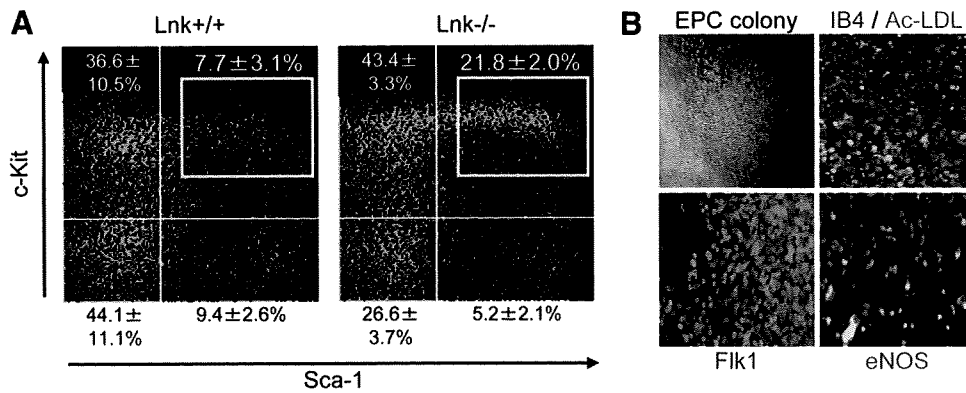 A
Lnk+/+
Lnk-/-
36.6±
10.5%
7.7±3.1%
43.4±
3.3%
21.8±2.0%
c-Kit
44.1±
11.1%
9.4±2.6%
26.6±
3.7%
5.2±2.1%
Sca-1
B
EPC colony
IB4 / Ac-LDL
Flk1
eNOS